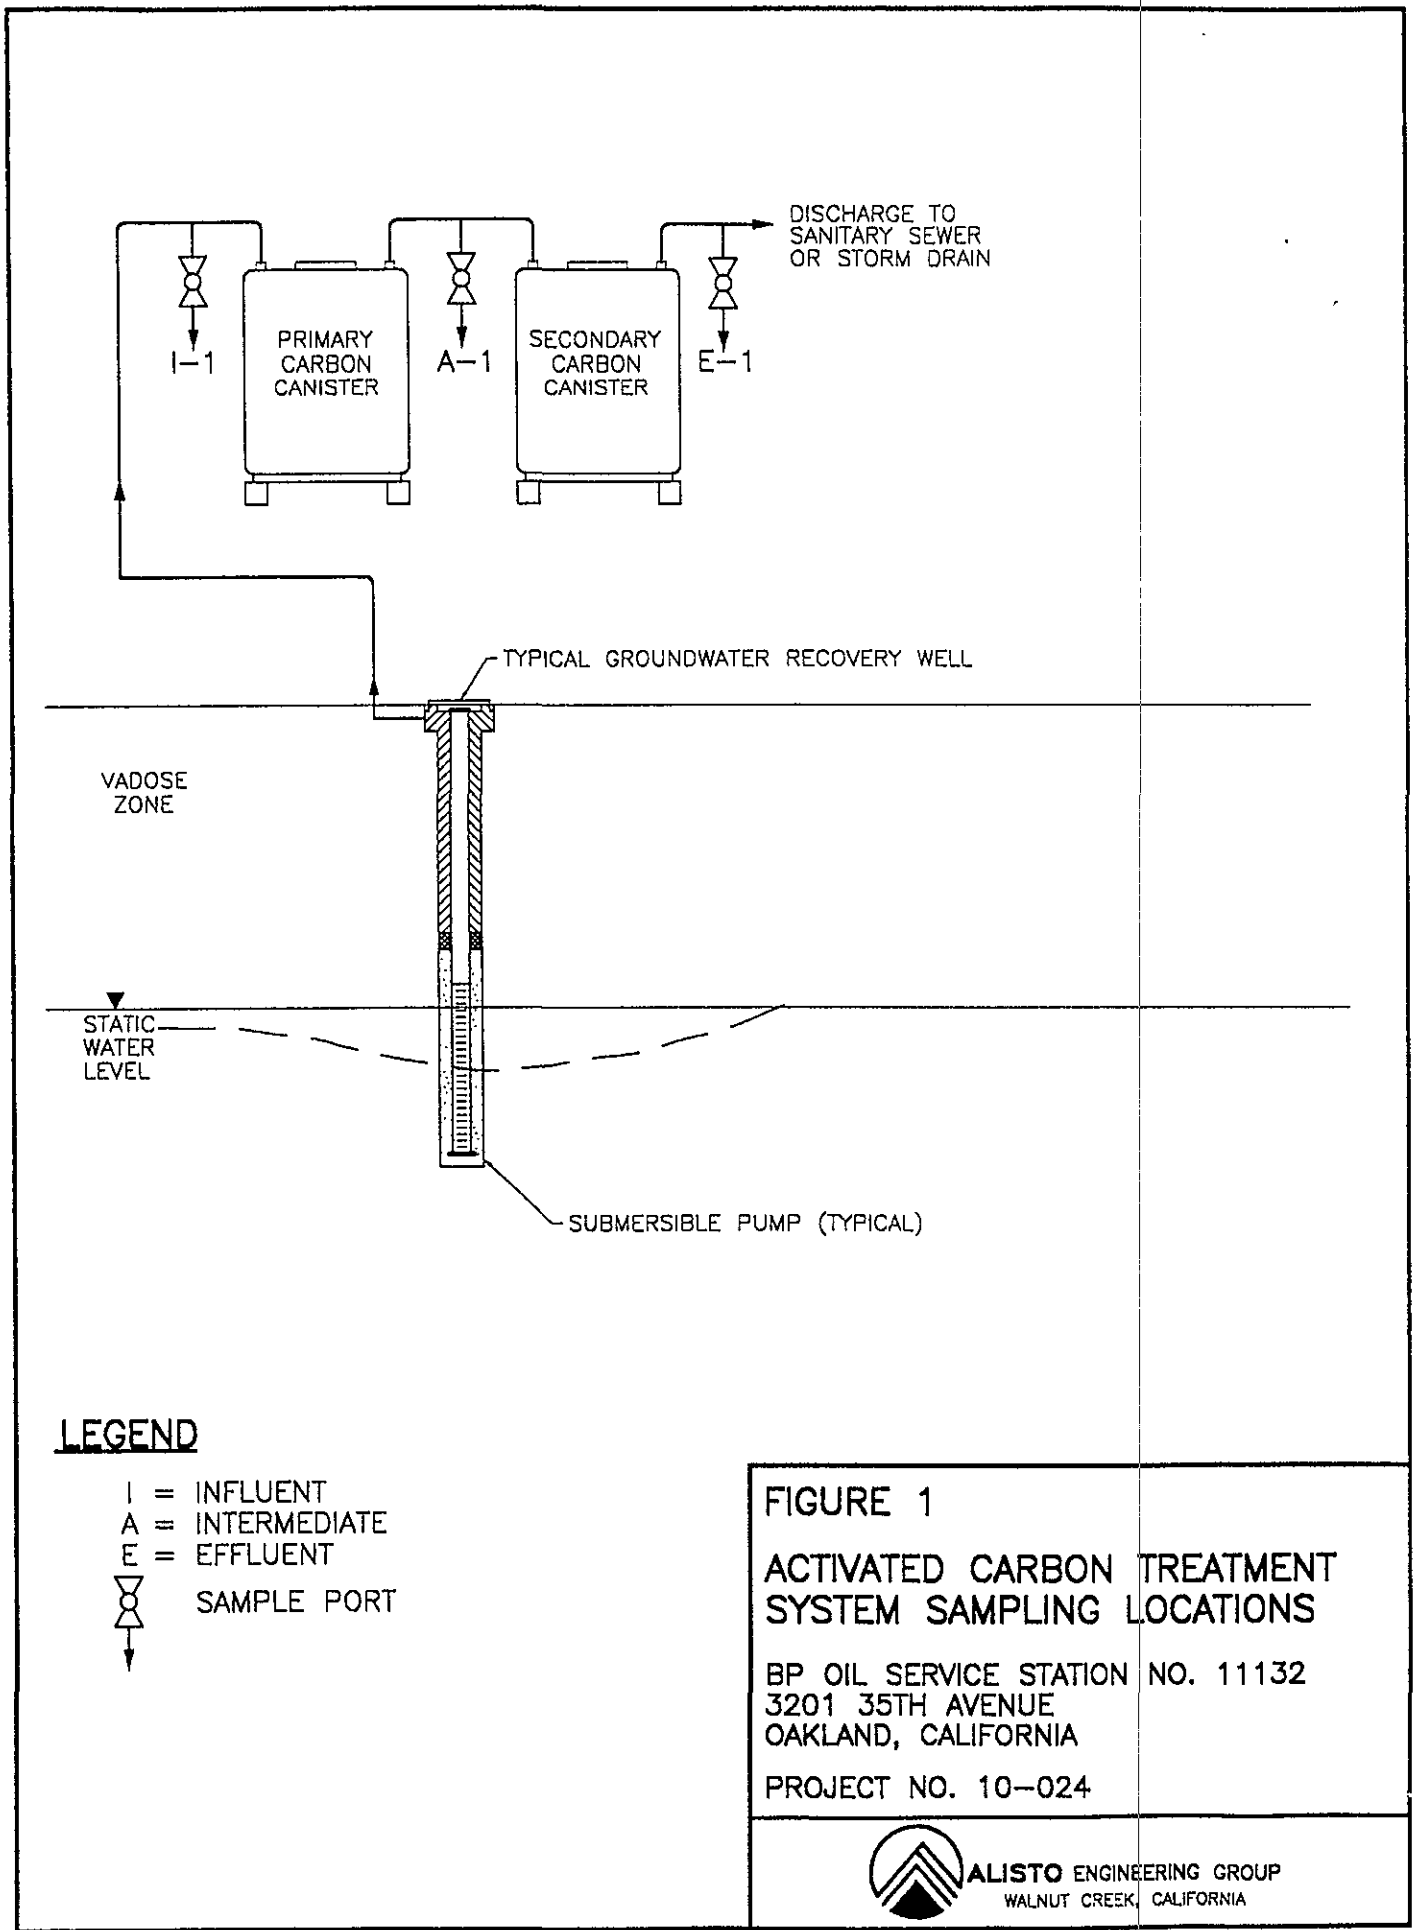 DISCHARGE TO
SANITARY SEWER
OR STORM DRAIN
I-1
PRIMARY
CARBON
CANISTER
A-1
SECONDARY
CARBON
CANISTER
E-1
TYPICAL GROUNDWATER RECOVERY WELL
VADOSE
ZONE
STATIC
WATER
LEVEL
SUBMERSIBLE PUMP (TYPICAL)
LEGEND
I = INFLUENT
A = INTERMEDIATE
E = EFFLUENT
SAMPLE PORT
FIGURE 1
ACTIVATED CARBON TREATMENT
SYSTEM SAMPLING LOCATIONS
BP OIL SERVICE STATION NO. 11132
3201 35TH AVENUE
OAKLAND, CALIFORNIA
PROJECT NO. 10-024
ALISTO ENGINEERING GROUP
WALNUT CREEK, CALIFORNIA